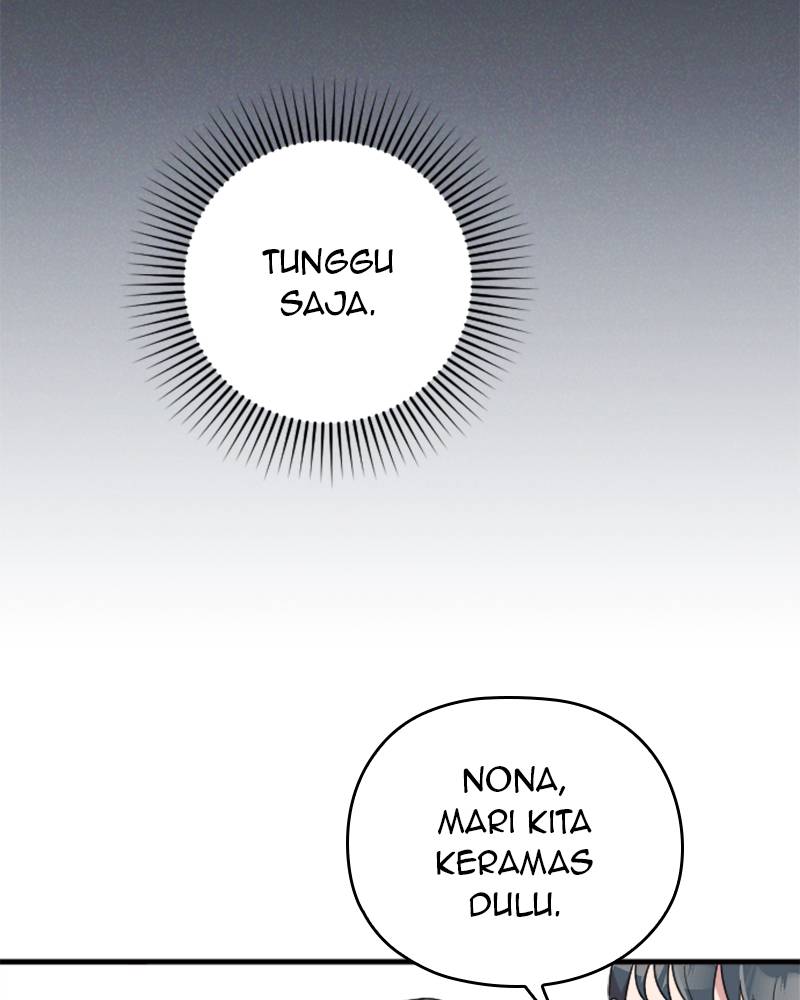 TUNGGU
SAJA.
NONA,
MARI KITA
KERAMAS
DULU.